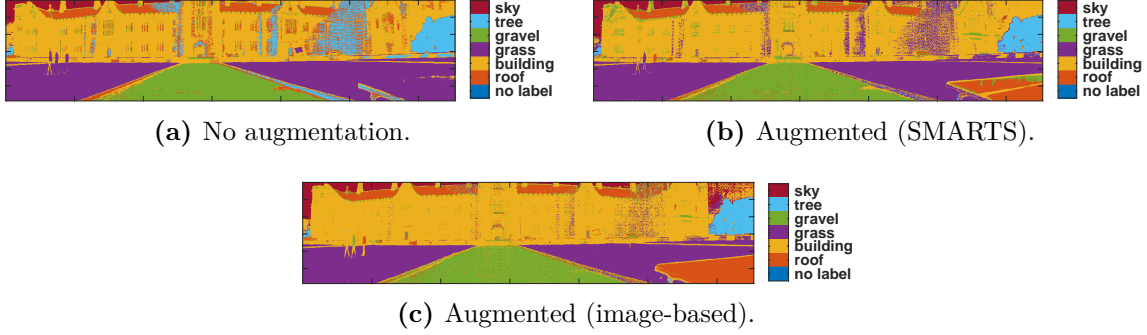 sky
tree
gravel
grass
building
roof
no label
(a) No augmentation.
sky
tree
gravel
grass
building
roof
no label
(b) Augmented (SMARTS).
sky
tree
gravel
grass
building
roof
no label
(c) Augmented (image-based).